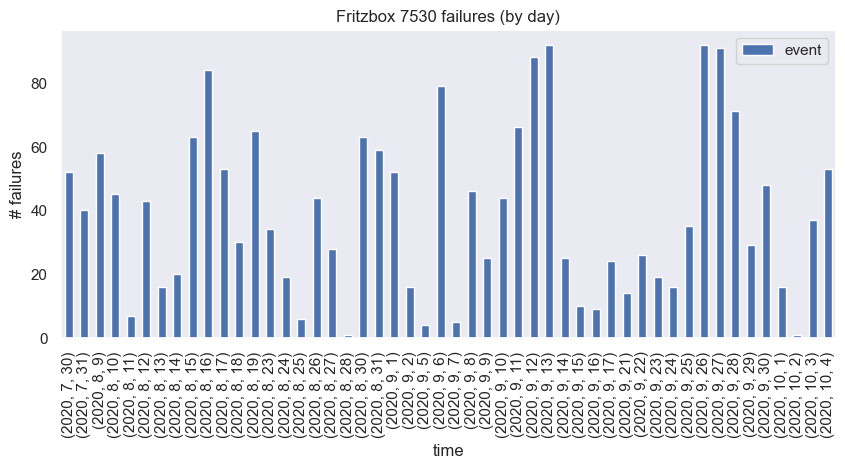 Fritzbox 7530 failures (by day)
event
# failures
80
60
40
20
0
(2020, 7, 30)
(2020, 7, 31)
(2020, 8, 9)
(2020, 8, 10)
(2020, 8, 11)
(2020, 8, 12)
(2020, 8, 13)
(2020, 8, 14)
(2020, 8, 15)
(2020, 8, 16)
(2020, 8, 17)
(2020, 8, 18)
(2020, 8, 19)
(2020, 8, 23)
(2020, 8, 24)
(2020, 8, 25)
(2020, 8, 26)
(2020, 8, 27)
(2020, 8, 28)
(2020, 8, 30)
(2020, 8, 31)
(2020, 9, 1)
(2020, 9, 2)
(2020, 9, 5)
(2020, 9, 6)
(2020, 9, 7)
(2020, 9, 8)
(2020, 9, 9)
(2020, 9, 10)
(2020, 9, 11)
(2020, 9, 12)
(2020, 9, 13)
(2020, 9, 14)
(2020, 9, 15)
(2020, 9, 16)
(2020, 9, 17)
(2020, 9, 21)
(2020, 9, 22)
(2020, 9, 23)
(2020, 9, 24)
(2020, 9, 25)
(2020, 9, 26)
(2020, 9, 27)
(2020, 9, 28)
(2020, 9, 29)
(2020, 9, 30)
(2020, 10, 1)
(2020, 10, 2)
(2020, 10, 3)
(2020, 10, 4)
time